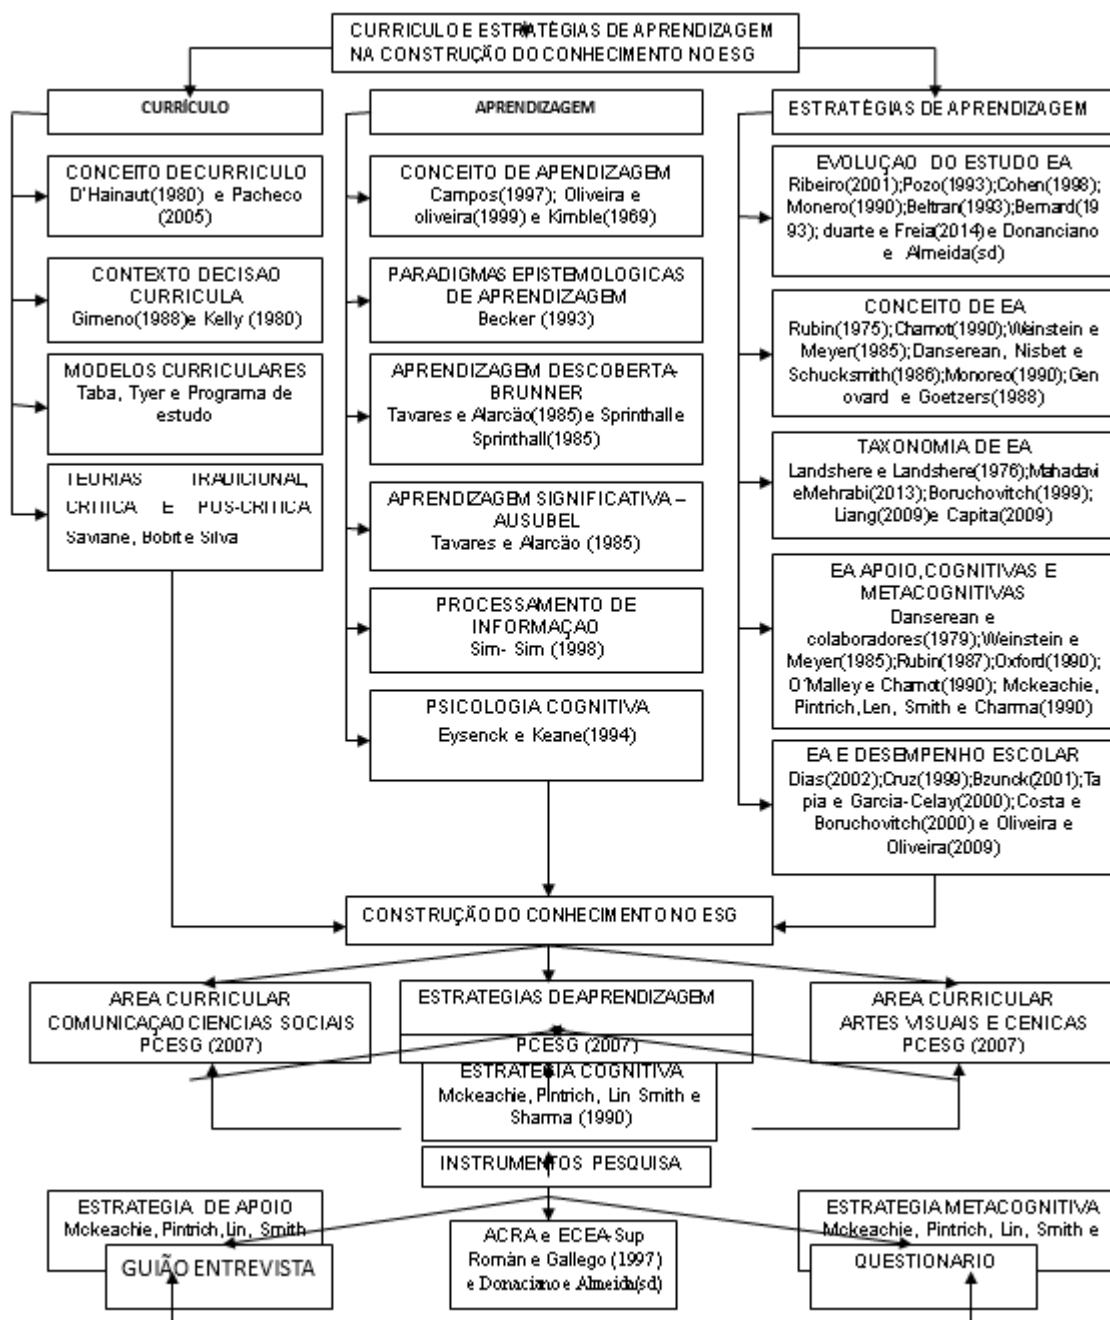 CURRICULO E ESTRATÉGIAS DE APRENDIZAGEM
NA CONSTRUÇÃO DO CONHECIMENTO NO ESG
CURRÍCULO
CONCEITO DECURRICULO
D'Hainaut(1980) e Pacheco
(2005)
CONTEXTO DECISAO
CURRICULA
Gimeno(1988)e Kelly (1980)
MODELOS CURRICULARES
Taba, Tyer e Programa de
estudo
TEORIAS TRADICIONAL,
CRITICA E POS-CRITICA
Saviane, Bobit e Silva
APRENDIZAGEM
CONCEITO DE APENDIZAGEM
Campos(1997); Oliveira e
oliveira(1999) e Kimble(1969)
PARADIGMAS EPISTEMOLOGICAS
DE APRENDIZAGEM
Becker (1993)
APRENDIZAGEM DESCOBERTA-
BRUNNER
Tavares e Alarcão(1985)e Sprinthall e
Sprinthall(1985)
APRENDIZAGEM SIGNIFICATIVA –
AUSUBEL
Tavares e Alarcão (1985)
PROCESSAMENTO DE
INFORMAÇAO
Sim- Sim (1998)
PSICOLOGIA COGNITIVA
Eysenck e Keane(1994)
ESTRATÉGIAS DE APRENDIZAGEM
EVOLUÇAO DO ESTUDO EA
Ribeiro(2001);Pozo(1993);Cohen(1998);
Monero(1990);Beltran(1993);Bernard(19
93); duarte e Freia(2014) e Donanciano
e Almeida(sd)
CONCEITO DE EA
Rubin(1975);Chamot(1990);Weinstein e
Meyer(1985);Danserean, Nisbet e
Schucksmith(1986);Monoreo(1990);Gen
ovard e Goetzers(1988)
TAXONOMIA DE EA
Landshere e Landshere(1976);Mahadavi
eMehrabi(2013);Boruchovitch(1999);
Liang(2009)e Capita(2009)
EA APOIO, COGNITIVAS E
METACOGNITIVAS
Danserean e
colaboradores(1979);Weinstein e
Meyer(1985);Rubin(1987);Oxford(1990);
O´Malley e Chamot(1990); Mckeachie,
Pintrich,Len, Smith e Charma(1990)
EA E DESEMPENHO ESCOLAR
Dias(2002);Cruz(1999);Bzunck(2001);Ta
pia e Garcia-Celay(2000);Costa e
Boruchovitch(2000) e Oliveira e
Oliveira(2009)
CONSTRUÇÃO DO CONHECIMENTO NO ESG
AREA CURRICULAR
COMUNICAÇAO CIENCIAS SOCIAIS
PCESG (2007)
ESTRATEGIAS DE APRENDIZAGEM
PCESG (2007)
AREA CURRICULAR
ARTES VISUAIS E CENICAS
PCESG (2007)
ESTRATEGIA COGNITIVA
Mckeachie, Pintrich, Lin Smith e
Sharma (1990)
INSTRUMENTOS PESQUISA
ESTRATEGIA DE APOIO
Mckeachie, Pintrich,Lin, Smith
GUIÃO ENTREVISTA
ACRA e ECEA-Sup
Román e Gallego (1997)
e Donaciano e Almeida(sd)
ESTRATEGIA METACOGNITIVA
Mckeachie, Pintrich, Lin, Smith e
QUESTIONARIO